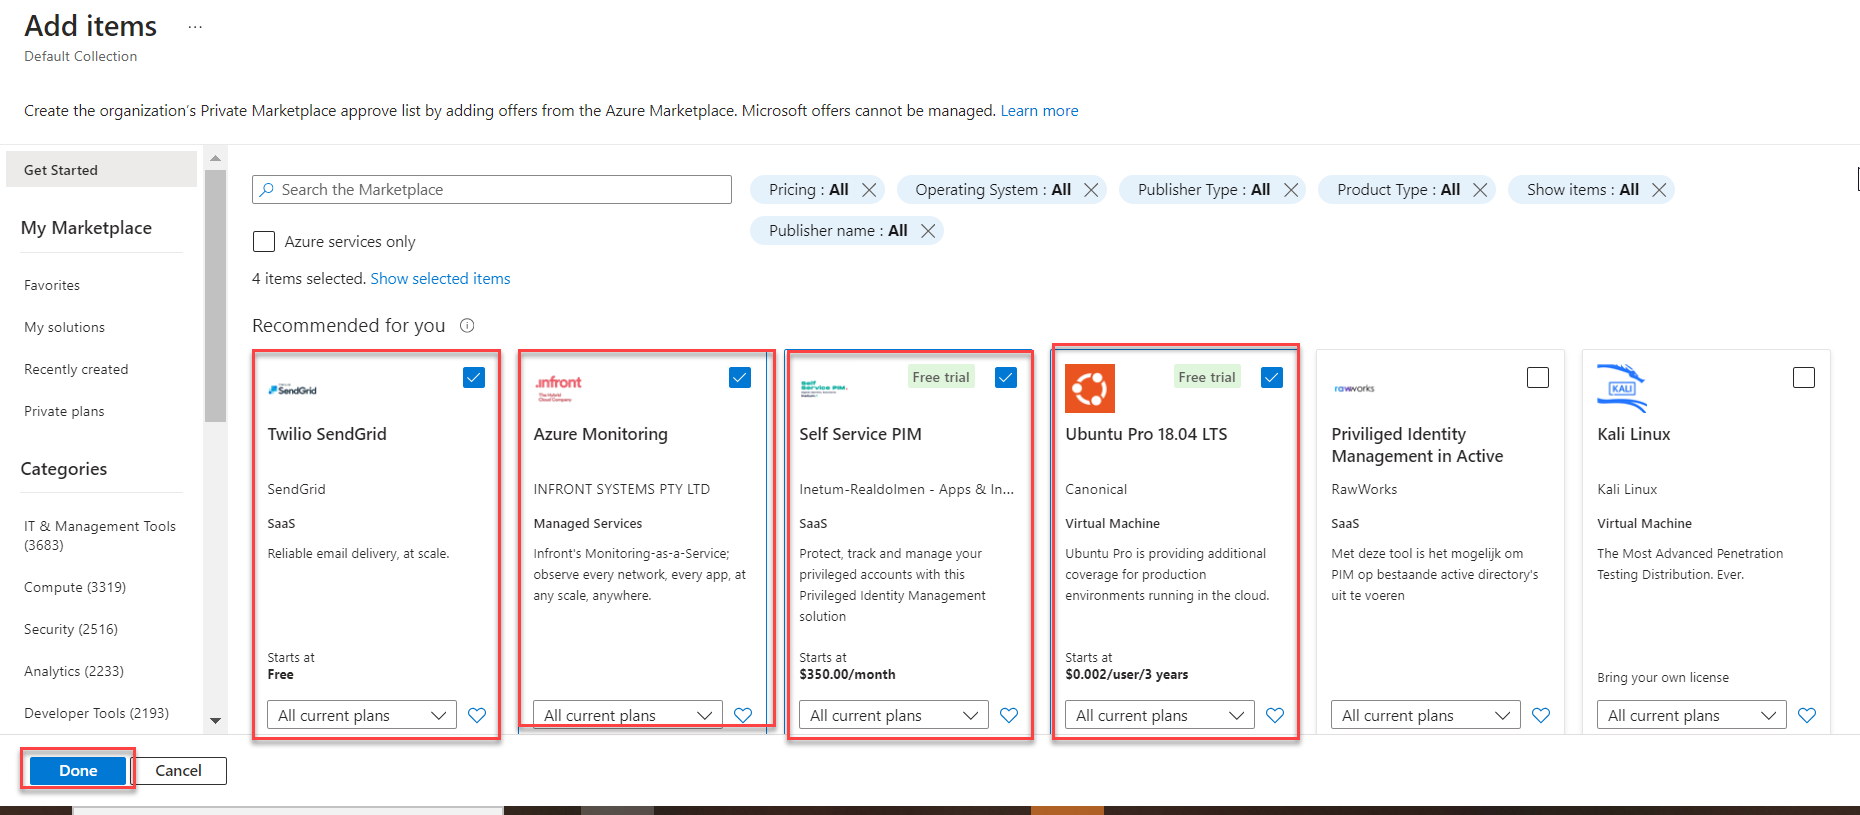 Add items ...
Default Collection
Create the organization's Private Marketplace approve list by adding offers from the Azure Marketplace. Microsoft offers cannot be managed. Learn more
Get Started
My Marketplace
Favorites
My solutions
Recently created
Private plans
Categories
IT & Management Tools
(3683)
Compute (3319)
Security (2516)
Analytics (2233)
Developer Tools (2193)
Search the Marketplace
Pricing : All
Operating System : All
Publisher Type : All
Product Type : All
Show items : All
Publisher name : All
Azure services only
4 items selected. Show selected items
Recommended for you
SendGrid
Twilio SendGrid
SendGrid
SaaS
Reliable email delivery, at scale.
Starts at
Free
All current plans
infront
The Hybrid
Cloud Company
Azure Monitoring
INFRONT SYSTEMS PTY LTD
Managed Services
Infront's Monitoring-as-a-Service;
observe every network, every app, at
any scale, anywhere.
All current plans
Self
Service PIM.
Free trial
Self Service PIM
Inetum-Realdolmen - Apps & In...
SaaS
Protect, track and manage your
privileged accounts with this
Privileged Identity Management
solution
Starts at
$350.00/month
All current plans
Free trial
Ubuntu Pro 18.04 LTS
Canonical
Virtual Machine
Ubuntu Pro is providing additional
coverage for production
environments running in the cloud.
Starts at
$0.002/user/3 years
All current plans
rawworks
Priviliged Identity
Management in Active
RawWorks
SaaS
Met deze tool is het mogelijk om
PIM op bestaande active directory's
uit te voeren
All current plans
KALI
Kali Linux
Kali Linux
Virtual Machine
The Most Advanced Penetration
Testing Distribution. Ever.
Bring your own license
All current plans
Done
Cancel